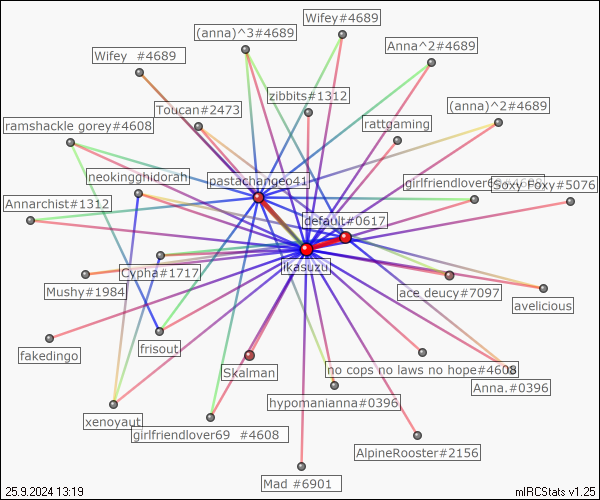 Wifey#4689
(anna)^3#4689
Anna^2#4689
Wifey #4689
zibbits#1312
Toucan#2473
(anna)^2#4689
ramshackle gorey#4608
rattgaming
neokingghidorah
pastachangeo41
Soxy Foxy#5076
Annarchist#1312
default#0617
ikasuzu
Cypha#1717
Mushy#1984
ace deucy#7097
avelicious
fakedingo
frisout
Skalman
no cops no laws no hope#4608
Anna.#0396
hypomanianna#0396
xenoyaut
girlfriendlover69 #4608
AlpineRooster#2156
Mad #6901
25.9.2024 13:19
mIRCStats v1.25